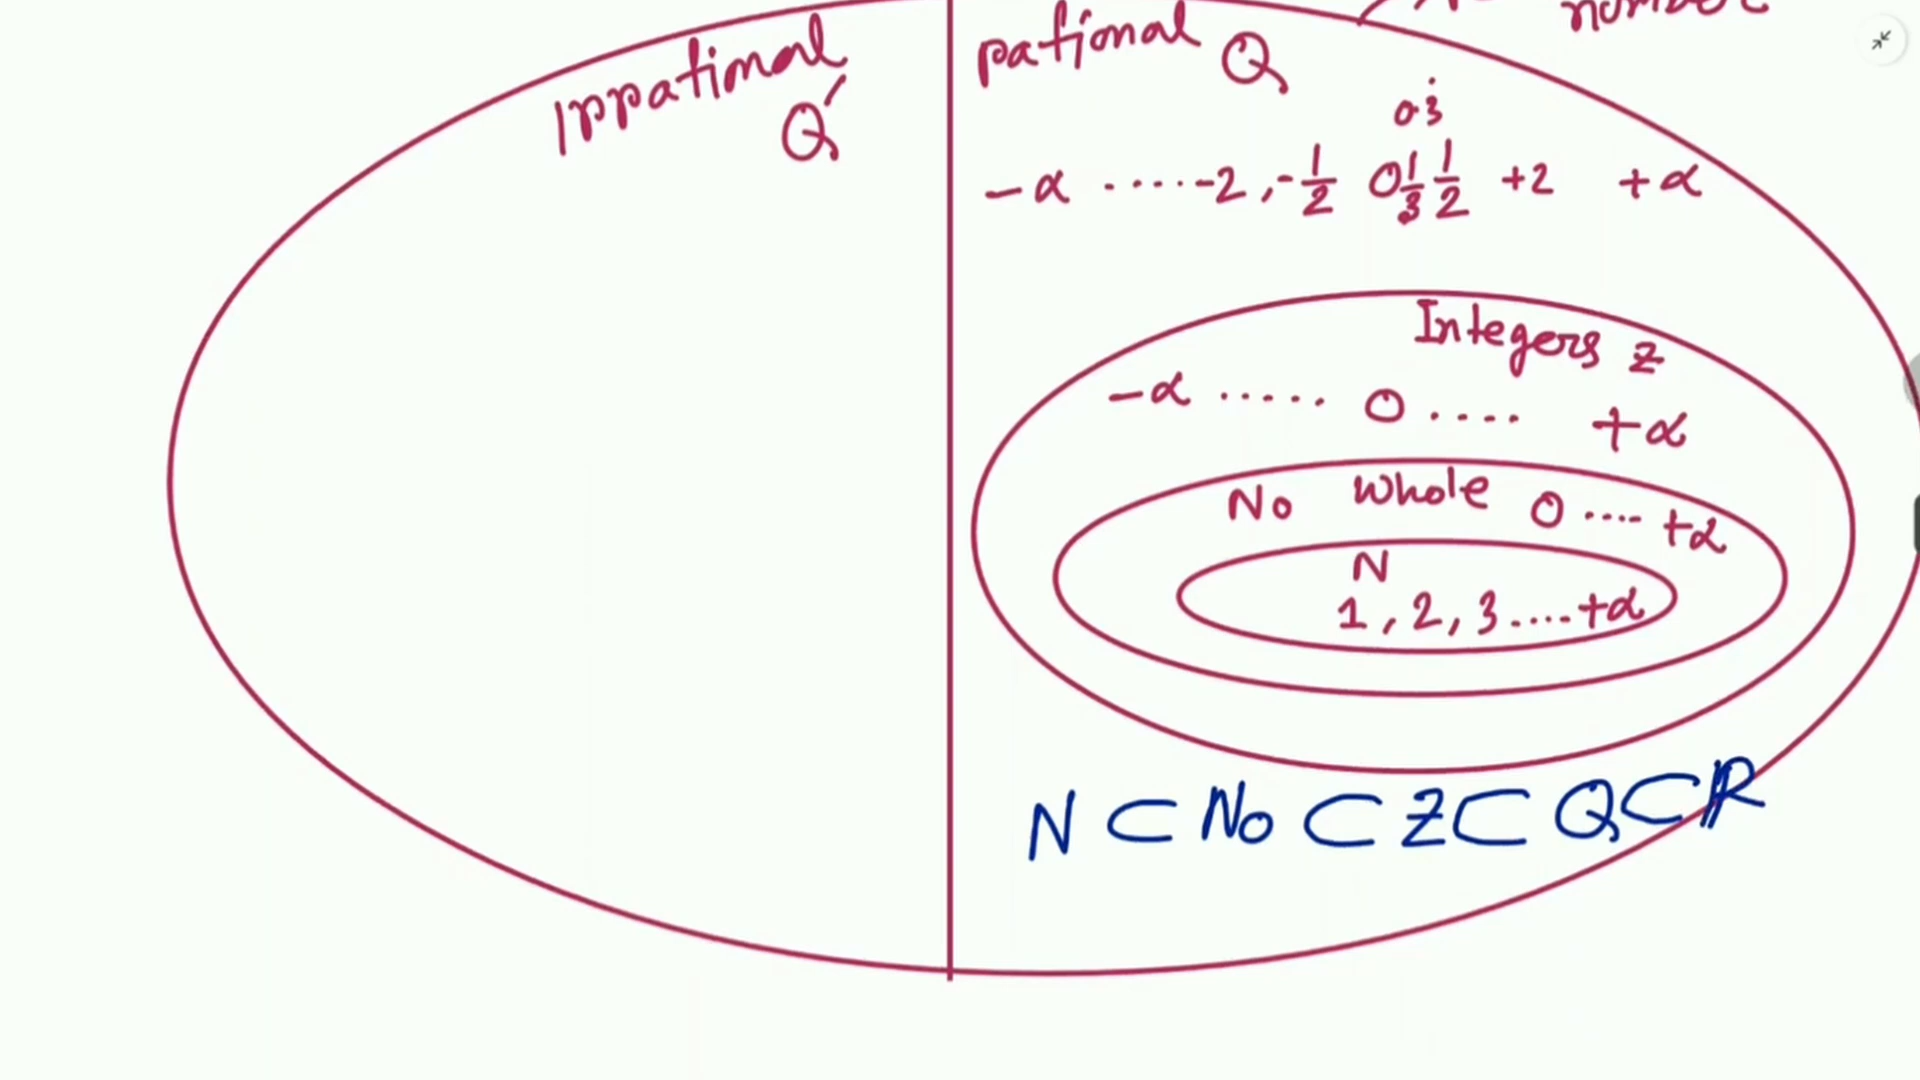 number
Irrational
Q′
rational Q
0.3̇
-α ......-2, -1/2 0 1/3 1/2 +2 +α
Integers Z
-α ...... 0 .... +α
No Whole 0 .... +α
N
1, 2, 3 .... +α
N ⊂ No ⊂ Z ⊂ Q ⊂ R